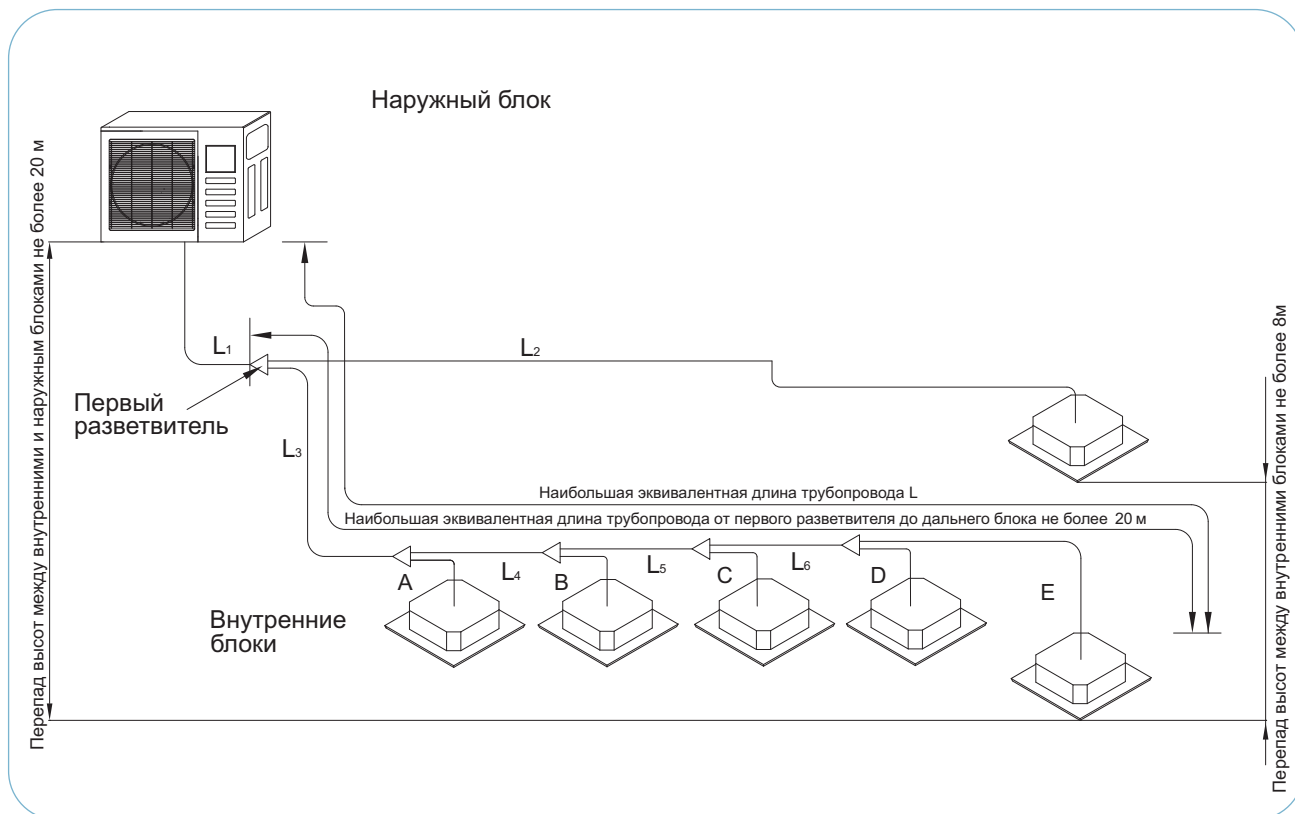 Наружный блок
Перепад высот между внутренними и наружным блоками не более 20 м
L1
L2
Первый
разветвитель
L3
Наибольшая эквивалентная длина трубопровода L
Наибольшая эквивалентная длина трубопровода от первого разветвителя до дальнего блока не более 20 м
A
L4
B
L5
C
L6
D
E
Внутренние
блоки
Перепад высот между внутренними блоками не более 8м